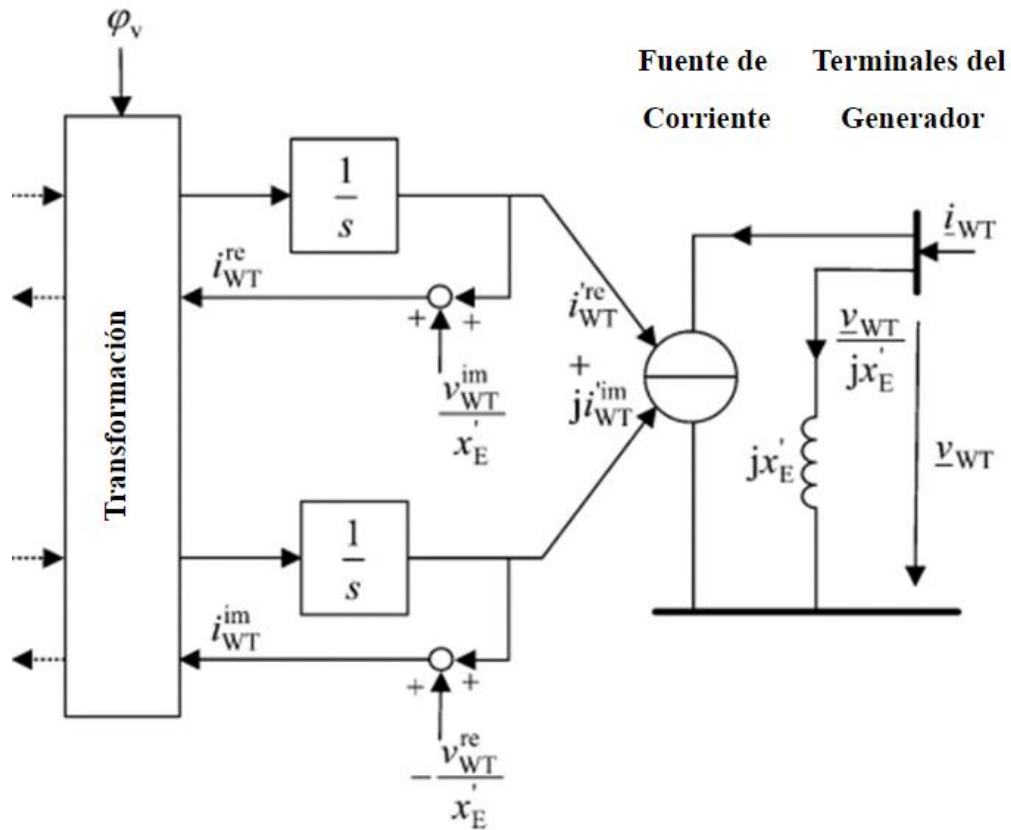 φv
Fuente de
Corriente
Terminales del
Generador
Transformación
1
s
i^re_WT
+ +
v^im_WT
x'_E
i'^re_WT
+
ji'^im_WT
i_WT
v_WT
jx'_E
jx'_E
v_WT
1
s
i^im_WT
+ +
- v^re_WT
x'_E